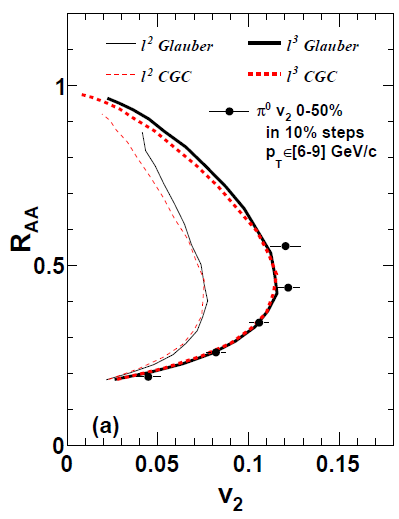 l² Glauber
l³ Glauber
l² CGC
l³ CGC
π⁰ v₂ 0-50%
in 10% steps
p_T∈[6-9] GeV/c
1
R_AA
0.5
0
(a)
0
0.05
0.1
0.15
v₂